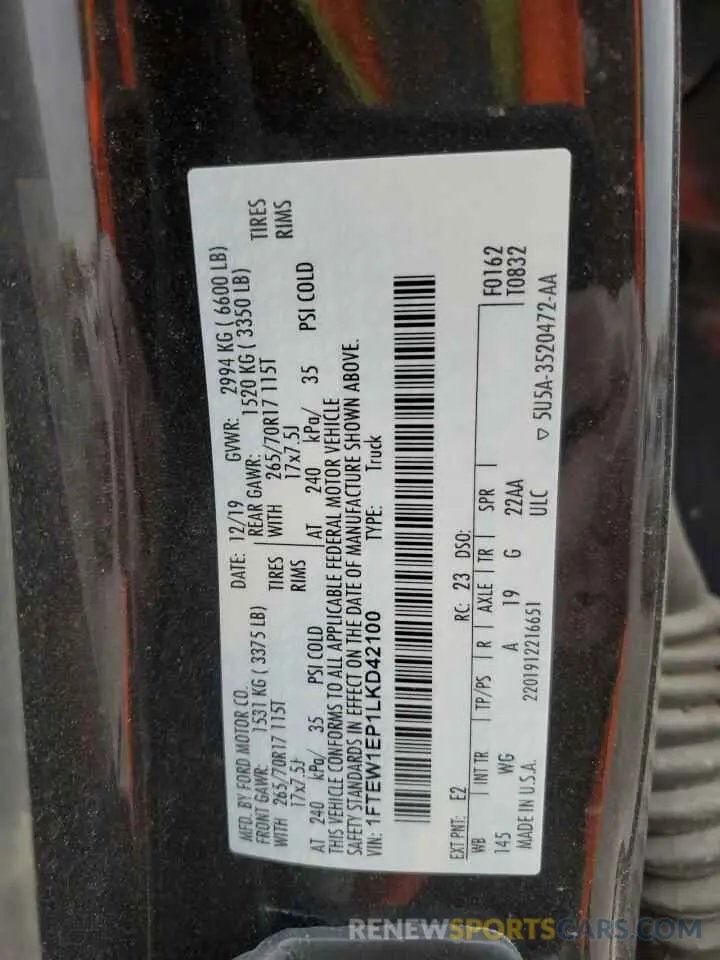 MFD. BY FORD MOTOR CO.
DATE: 12/19 GVWR: 2994 KG ( 6600 LB)
FRONT GAWR: 1531 KG ( 3375 LB)
REAR GAWR: 1520 KG ( 3350 LB)
WITH 265/70R17 115T TIRES
WITH 265/70R17 115T TIRES
17x7.5J RIMS
17x7.5J RIMS
AT 240 kPa/ 35 PSI COLD
AT 240 kPa/ 35 PSI COLD
THIS VEHICLE CONFORMS TO ALL APPLICABLE FEDERAL MOTOR VEHICLE
SAFETY STANDARDS IN EFFECT ON THE DATE OF MANUFACTURE SHOWN ABOVE.
VIN: 1FTEW1EP1LKD42100 TYPE: Truck
EXT PNT: E2 RC: 23 DSO:
WB | INT TR | TP/PS | R | AXLE | TR | SPR
F0162
T0832
145 WG A 19 G 22AA
MADE IN U.S.A. 2201912216651 ULC
▽ 5U5A-3520472-AA
RENEWSPORTSCARS.COM